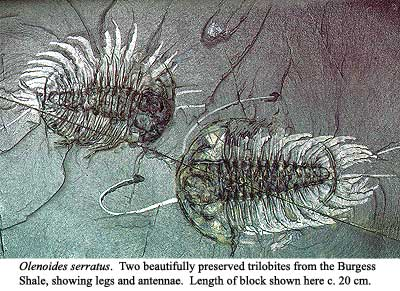 Olenoides serratus.  Two beautifully preserved trilobites from the Burgess
Shale, showing legs and antennae.  Length of block shown here c. 20 cm.